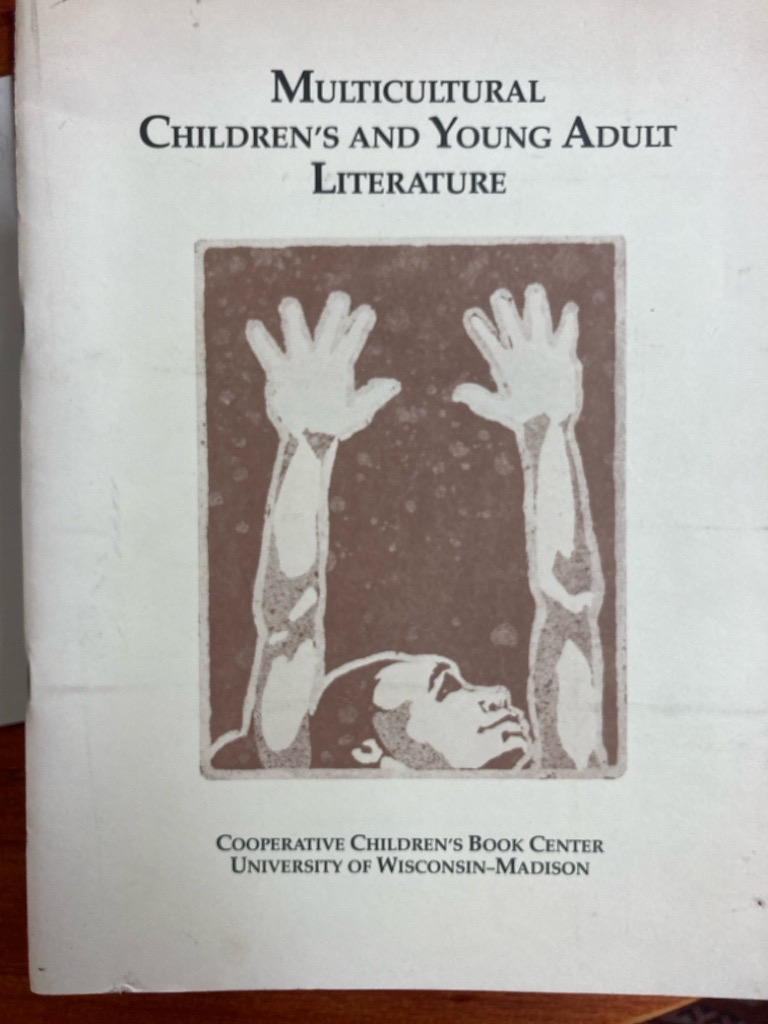 Multicultural
Children's and Young Adult
Literature
Cooperative Children's Book Center
University of Wisconsin–Madison